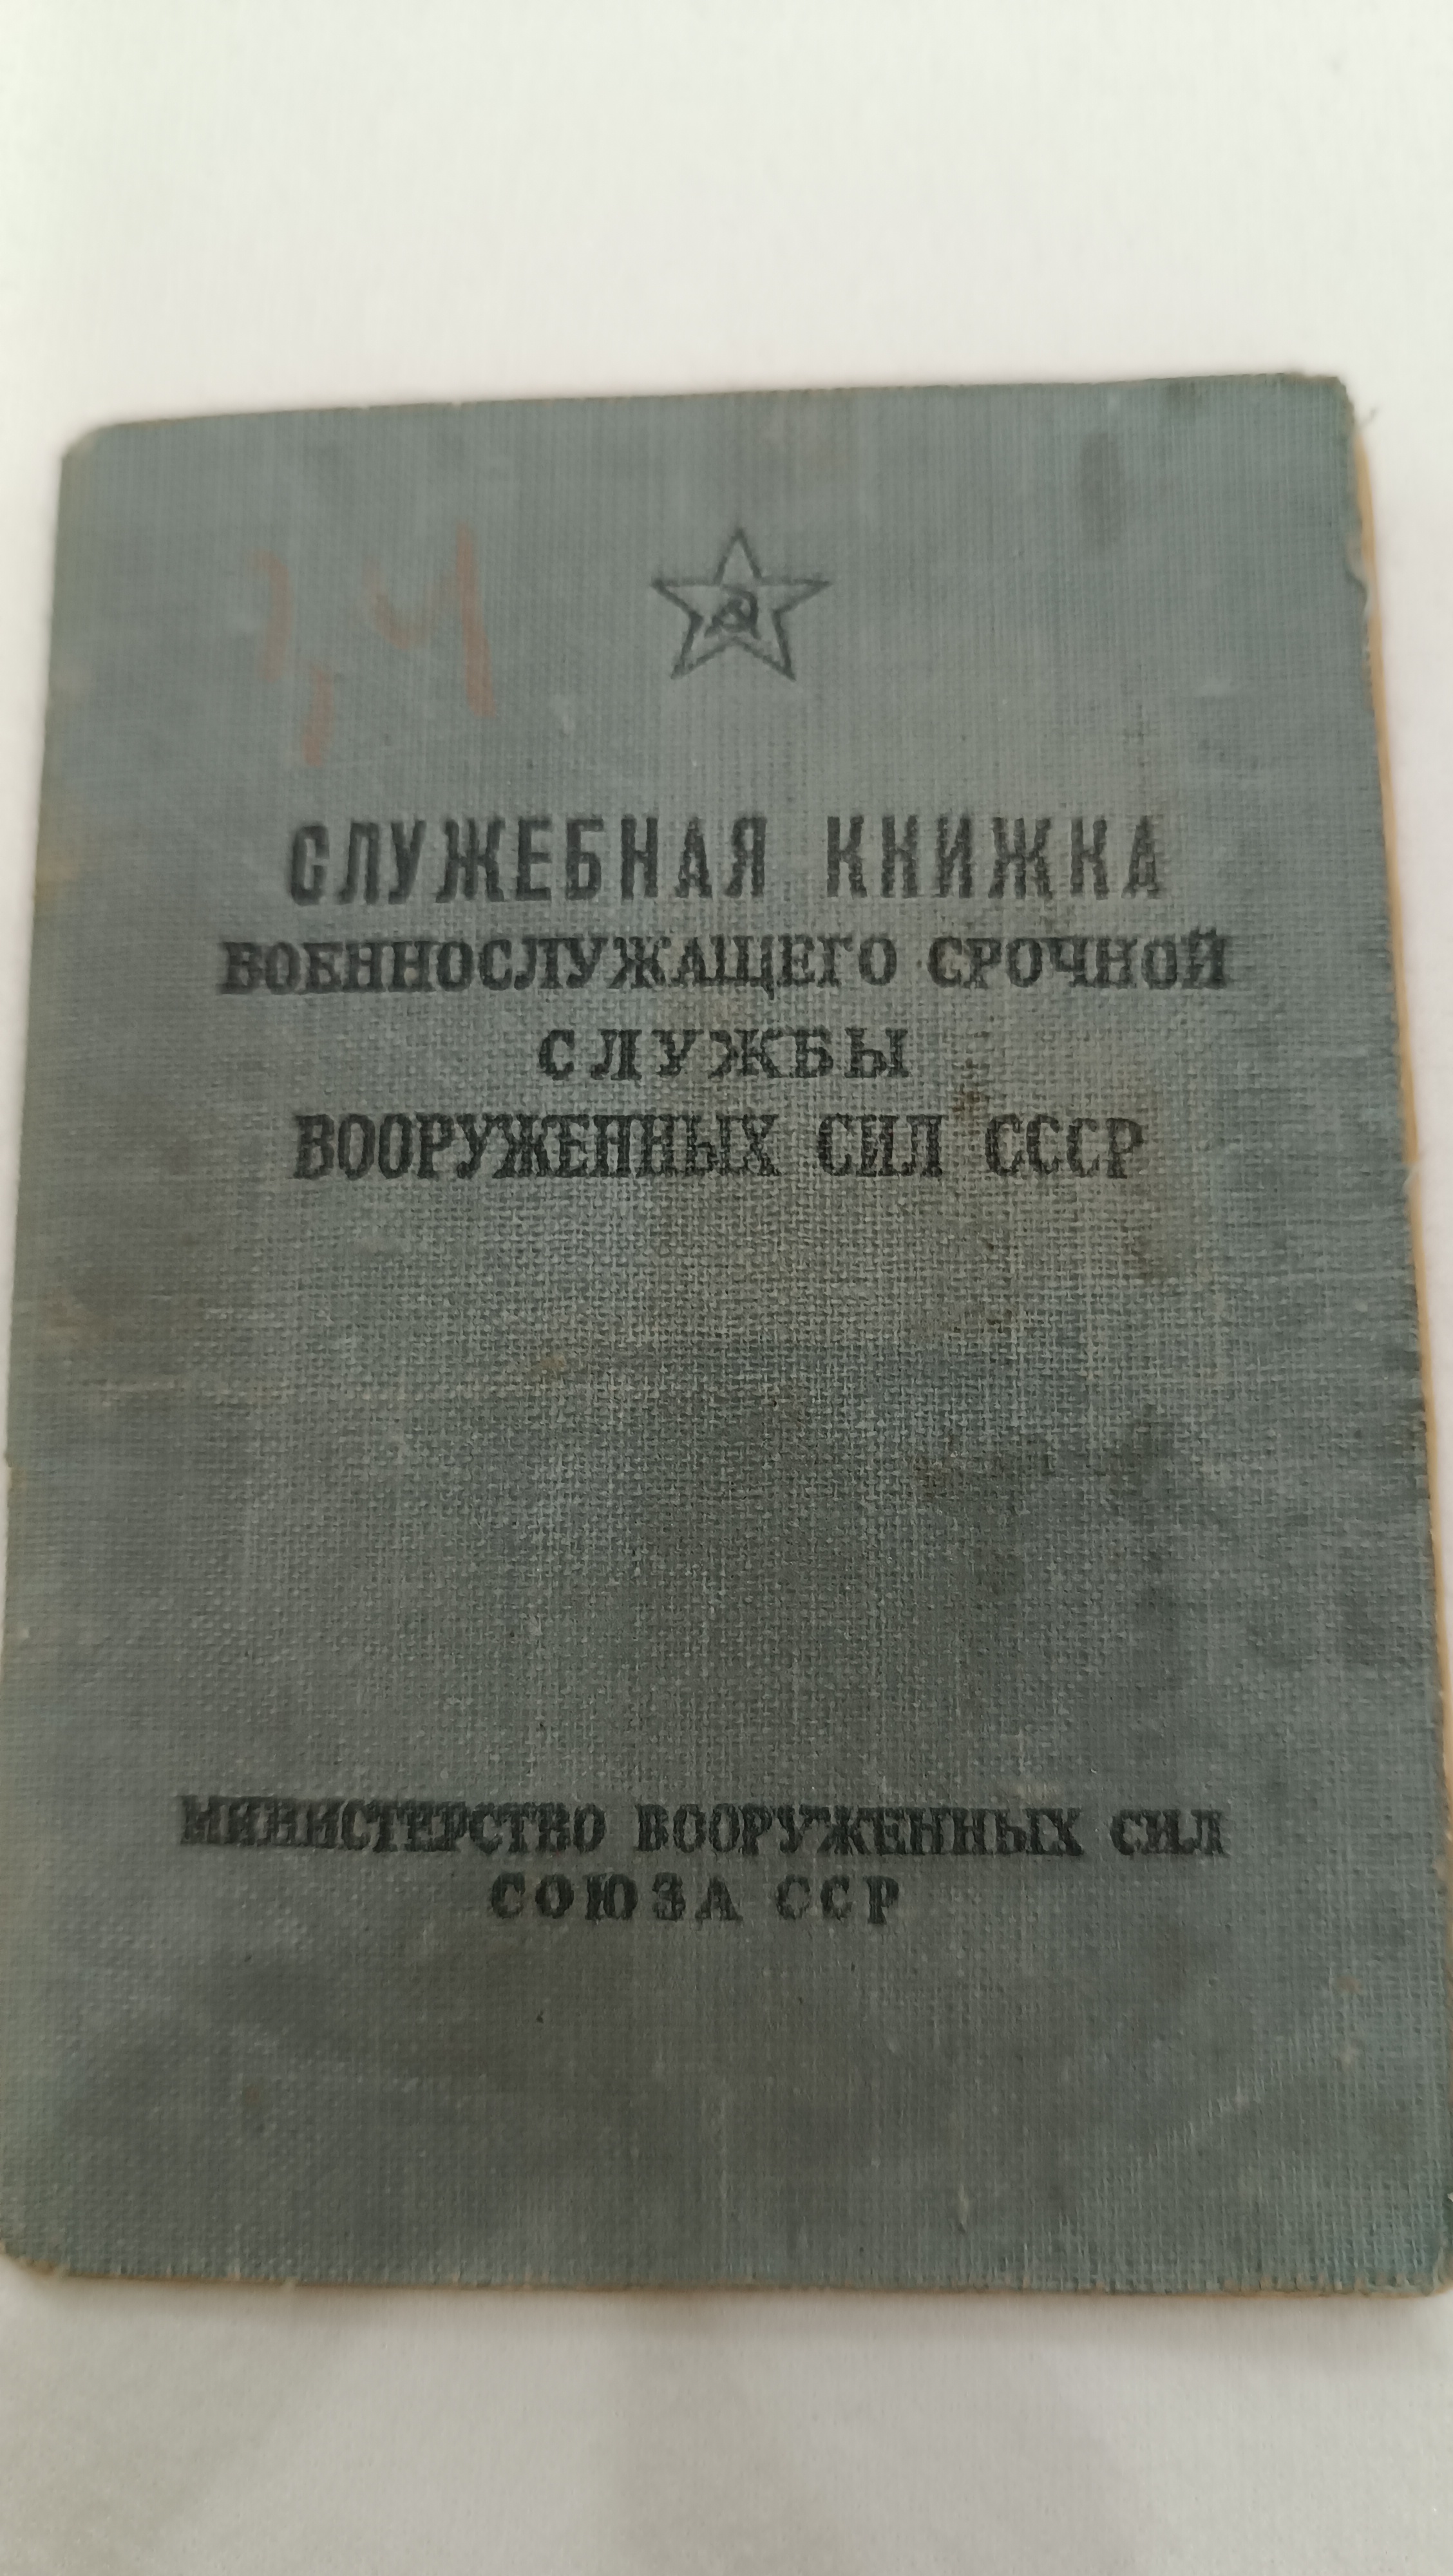 СЛУЖЕБНАЯ КНИЖКА
ВОЕННОСЛУЖАЩЕГО СРОЧНОЙ
СЛУЖБЫ
ВООРУЖЕННЫХ СИЛ СССР
МИНИСТЕРСТВО ВООРУЖЕННЫХ СИЛ
СОЮЗА ССР